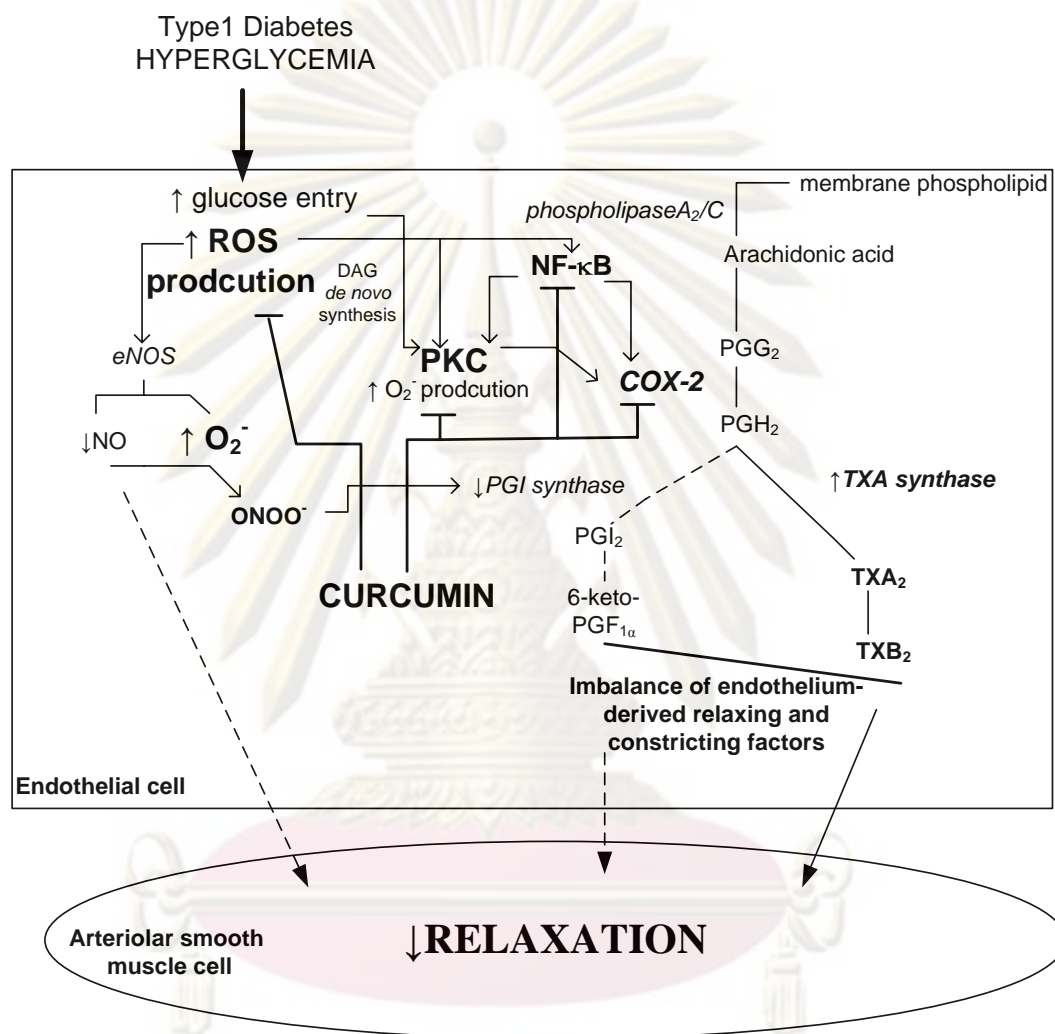 Type1 Diabetes
HYPERGLYCEMIA
↑ glucose entry
↑ ROS
prodcution
DAG
de novo
synthesis
phospholipaseA₂/C
NF-κB
membrane phospholipid
Arachidonic acid
eNOS
PKC
↑ O₂⁻ prodcution
COX-2
PGG₂
PGH₂
↓NO
↑ O₂⁻
ONOO⁻
↓PGI synthase
↑TXA synthase
PGI₂
6-keto-
PGF₁α
TXA₂
TXB₂
CURCUMIN
Imbalance of endothelium-
derived relaxing and
constricting factors
Endothelial cell
Arteriolar smooth
muscle cell
↓RELAXATION